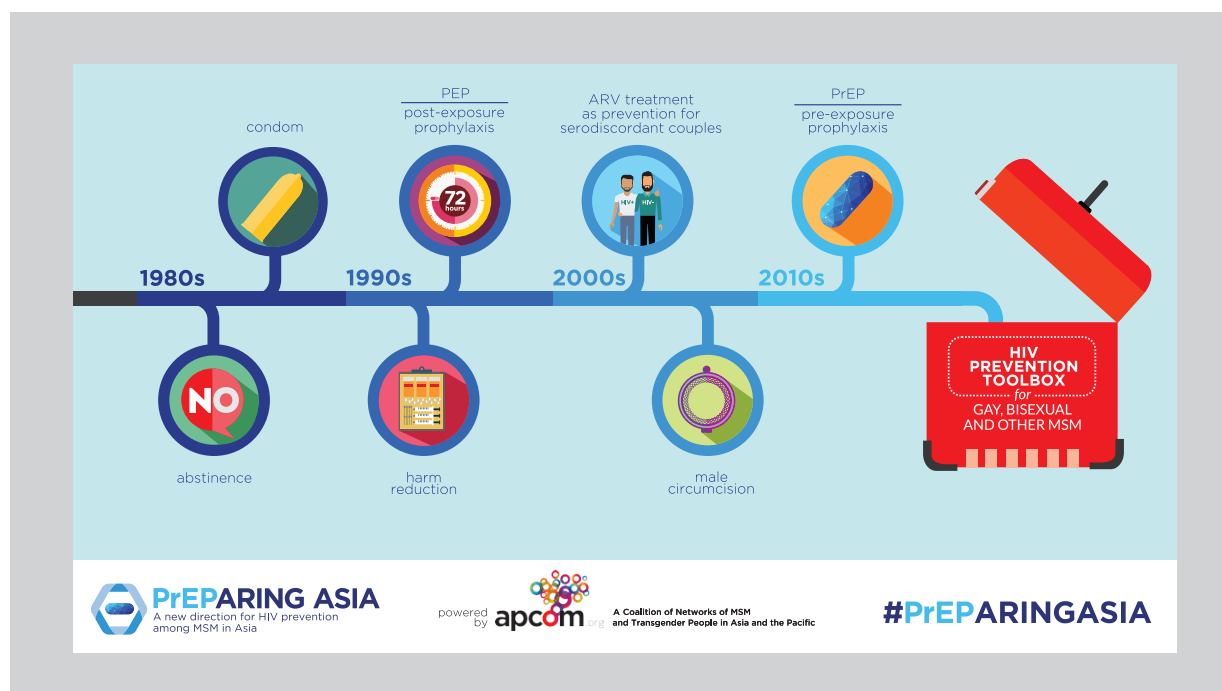 condom
PEP
post-exposure
prophylaxis
ARV treatment
as prevention for
serodiscordant couples
PrEP
pre-exposure
prophylaxis
72
hours
HIV+
HIV-
1980s
1990s
2000s
2010s
NO
abstinence
harm
reduction
male
circumcision
HIV
PREVENTION
TOOLBOX
for
GAY, BISEXUAL
AND OTHER MSM
PrEPARING ASIA
A new direction for HIV prevention
among MSM in Asia
powered
by
apcom.org
A Coalition of Networks of MSM
and Transgender People in Asia and the Pacific
#PrEPARINGASIA